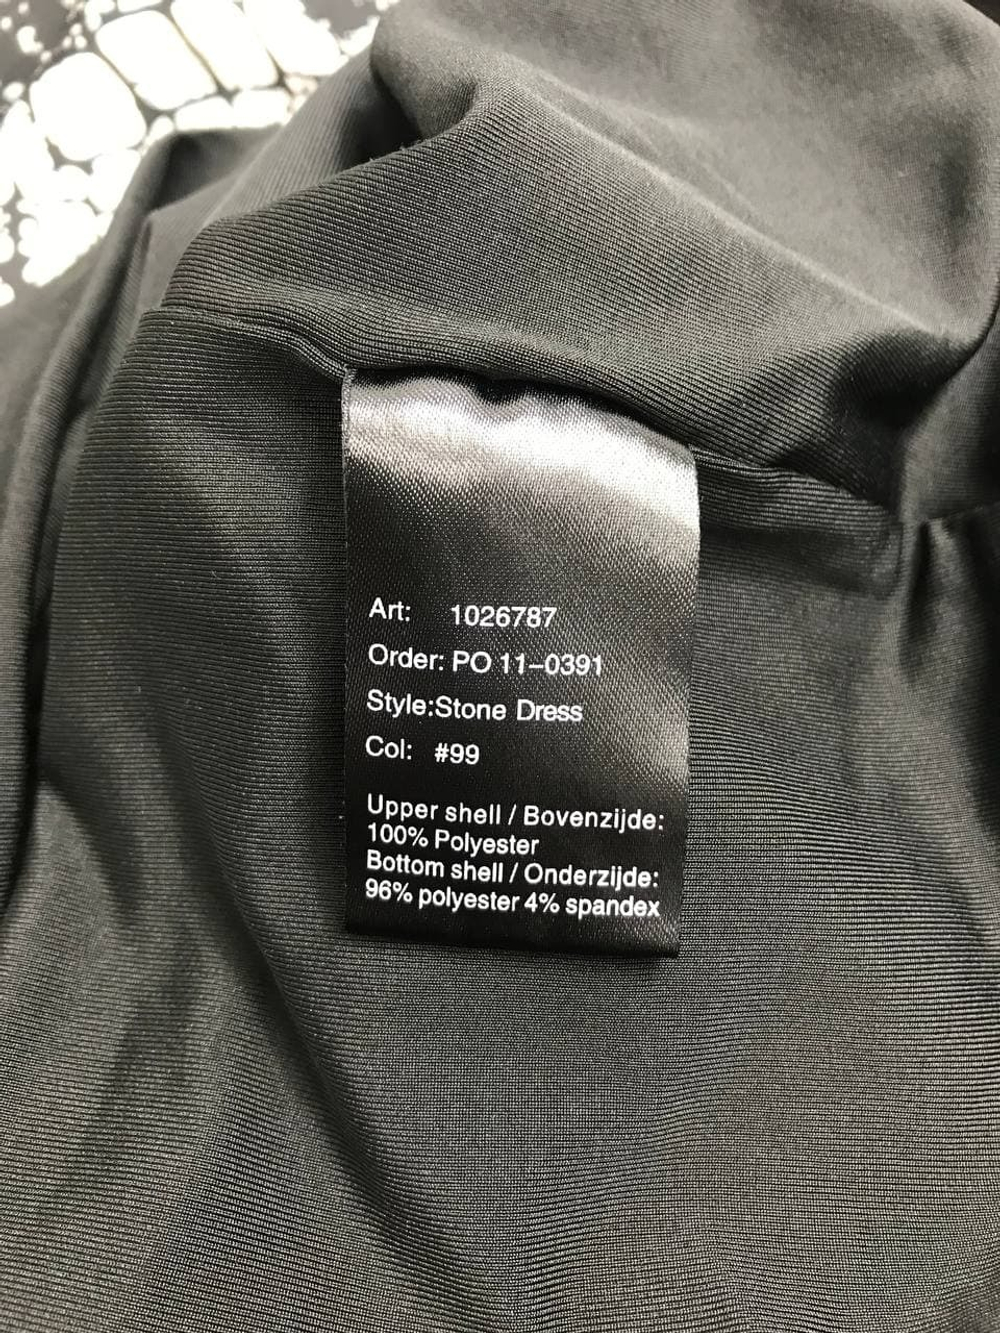 Art: 1026787
Order: PO 11-0391
Style:Stone Dress
Col: #99
Upper shell / Bovenzijde:
100% Polyester
Bottom shell / Onderzijde:
96% polyester 4% spandex